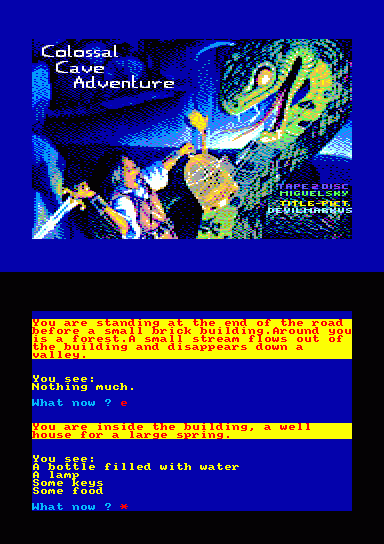 Colossal
Cave
Adventure
TAPE2DISC
MIGUELSKY
TITLE-PICT.
DEVILMARKUS
You are standing at the end of the road
before a small brick building.Around you
is a forest.A small stream flows out of
the building and disappears down a
valley.
You see:
Nothing much.
What now ? e
You are inside the building, a well
house for a large spring.
You see:
A bottle filled with water
A lamp
Some keys
Some food
What now ? *